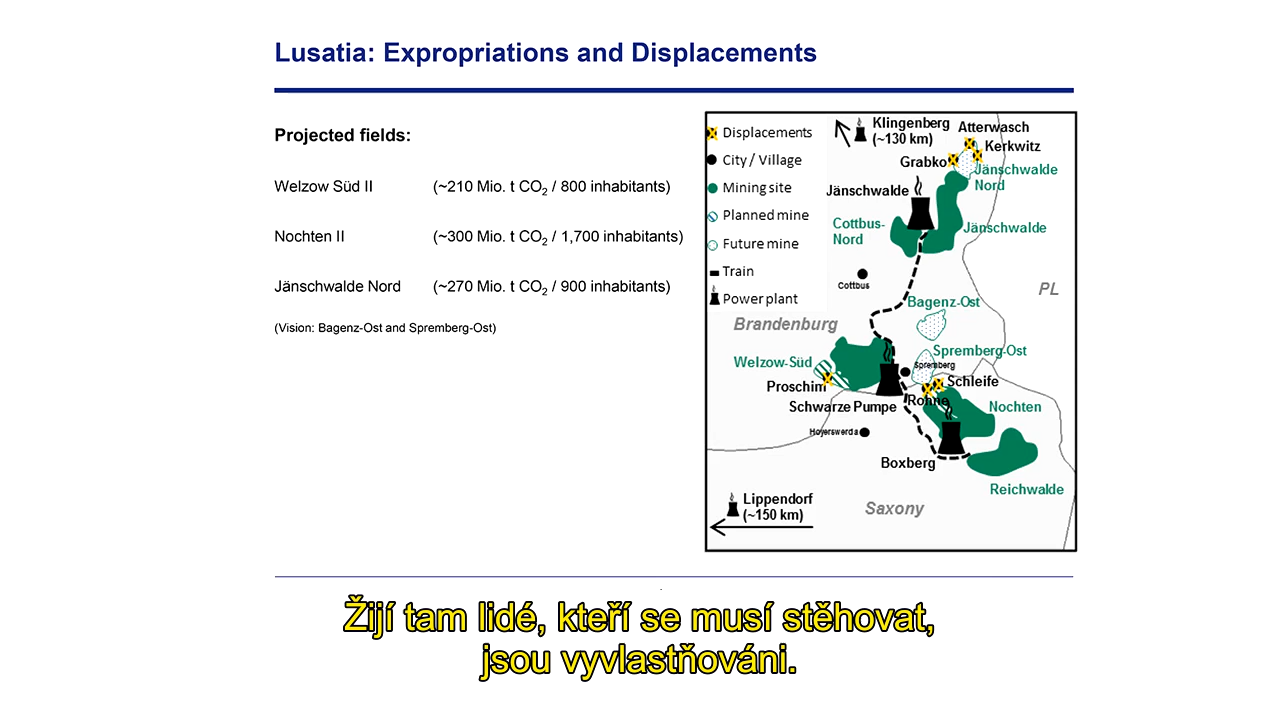 Lusatia: Expropriations and Displacements
Projected fields:
Welzow Süd II (~210 Mio. t CO₂ / 800 inhabitants)
Nochten II (~300 Mio. t CO₂ / 1,700 inhabitants)
Jänschwalde Nord (~270 Mio. t CO₂ / 900 inhabitants)
(Vision: Bagenz-Ost and Spremberg-Ost)
Displacements
City / Village
Mining site
Planned mine
Future mine
Train
Power plant
Klingenberg
(~130 km)
Atterwasch
Kerkwitz
Grabko
Jänschwalde
Nord
Jänschwalde
Cottbus-
Nord
Jänschwalde
Cottbus
PL
Bagenz-Ost
Brandenburg
Spremberg-Ost
Welzow-Süd
Spremberg
Proschim
Schleife
Rohne
Schwarze Pumpe
Nochten
Hoyerswerda
Boxberg
Reichwalde
Lippendorf
(~150 km)
Saxony
Žijí tam lidé, kteří se musí stěhovat,
jsou vyvlastňováni.